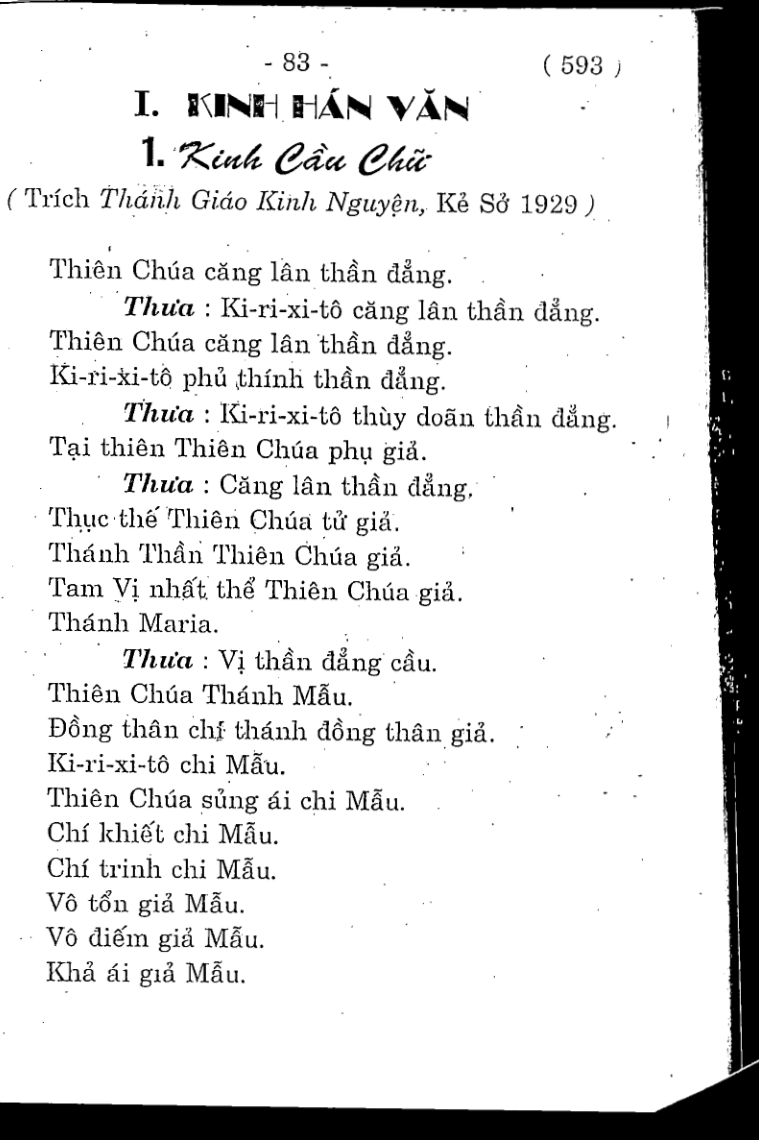 - 83 - ( 593 )
I. KINH HÁN VĂN
1. Kinh Cầu Chữ
( Trích Thánh Giáo Kinh Nguyện, Kẻ Sở 1929 )
Thiên Chúa căng lân thần đẳng.
Thưa : Ki-ri-xi-tô căng lân thần đẳng.
Thiên Chúa căng lân thần đẳng.
Ki-ri-xi-tô phủ thính thần đẳng.
Thưa : Ki-ri-xi-tô thùy doãn thần đẳng.
Tại thiên Thiên Chúa phụ giả.
Thưa : Căng lân thần đẳng.
Thục thế Thiên Chúa tử giả.
Thánh Thần Thiên Chúa giả.
Tam Vị nhất thể Thiên Chúa giả.
Thánh Maria.
Thưa : Vị thần đẳng cầu.
Thiên Chúa Thánh Mẫu.
Đồng thân chí thánh đồng thân giả.
Ki-ri-xi-tô chi Mẫu.
Thiên Chúa sủng ái chi Mẫu.
Chí khiết chi Mẫu.
Chí trinh chi Mẫu.
Vô tổn giả Mẫu.
Vô điếm giả Mẫu.
Khả ái giả Mẫu.